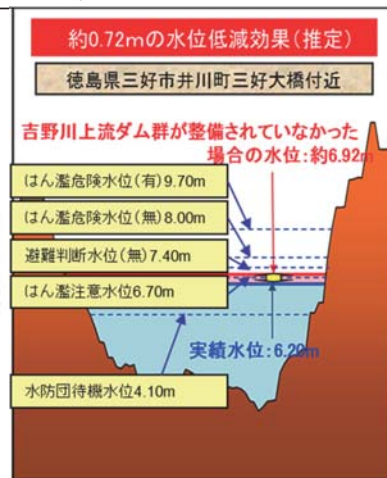 約0.72mの水位低減効果(推定)
徳島県三好市井川町三好大橋付近
吉野川上流ダム群が整備されていなかった
場合の水位:約6.92m
はん濫危険水位(有)9.70m
はん濫危険水位(無)8.00m
避難判断水位(無)7.40m
はん濫注意水位6.70m
実績水位:6.20m
水防団待機水位4.10m